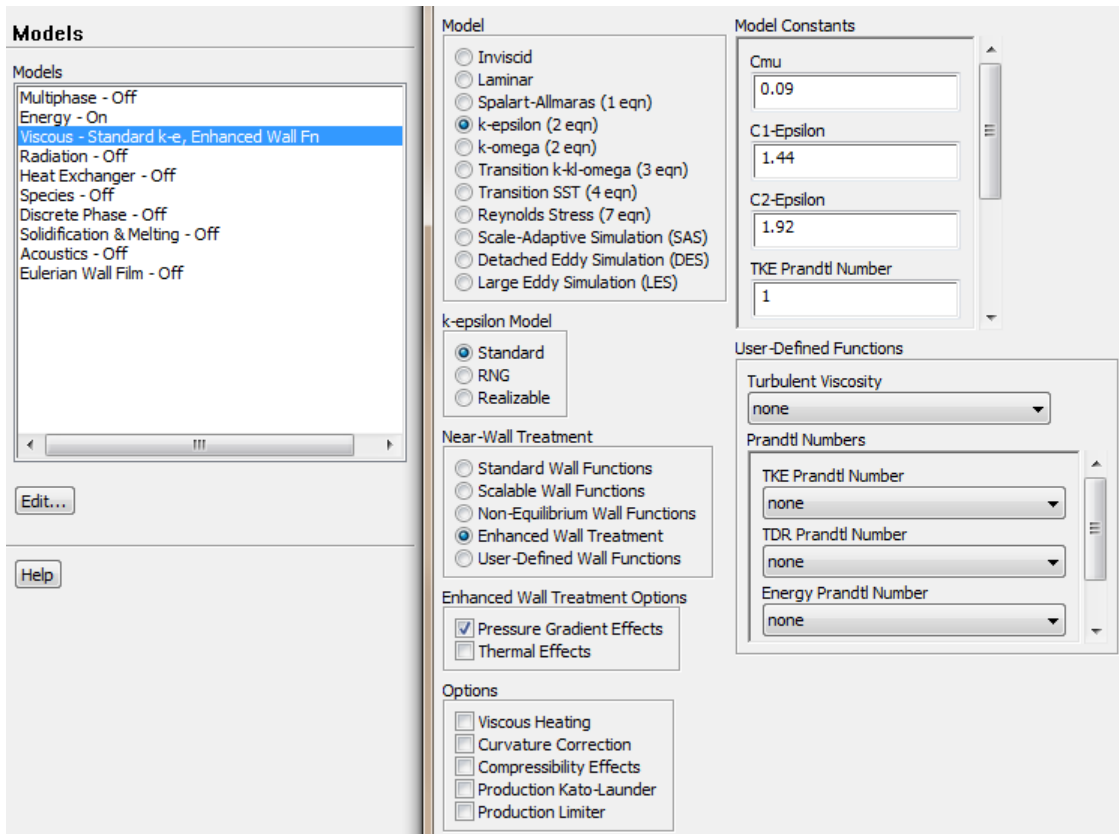 Models
Models
Multiphase - Off
Energy - On
Viscous - Standard k-e, Enhanced Wall Fn
Radiation - Off
Heat Exchanger - Off
Species - Off
Discrete Phase - Off
Solidification & Melting - Off
Acoustics - Off
Eulerian Wall Film - Off
Edit...
Help
Model
Inviscid
Laminar
Spalart-Allmaras (1 eqn)
k-epsilon (2 eqn)
k-omega (2 eqn)
Transition k-kl-omega (3 eqn)
Transition SST (4 eqn)
Reynolds Stress (7 eqn)
Scale-Adaptive Simulation (SAS)
Detached Eddy Simulation (DES)
Large Eddy Simulation (LES)
k-epsilon Model
Standard
RNG
Realizable
Near-Wall Treatment
Standard Wall Functions
Scalable Wall Functions
Non-Equilibrium Wall Functions
Enhanced Wall Treatment
User-Defined Wall Functions
Enhanced Wall Treatment Options
Pressure Gradient Effects
Thermal Effects
Options
Viscous Heating
Curvature Correction
Compressibility Effects
Production Kato-Launder
Production Limiter
Model Constants
Cmu
0.09
C1-Epsilon
1.44
C2-Epsilon
1.92
TKE Prandtl Number
1
User-Defined Functions
Turbulent Viscosity
none
Prandtl Numbers
TKE Prandtl Number
none
TDR Prandtl Number
none
Energy Prandtl Number
none